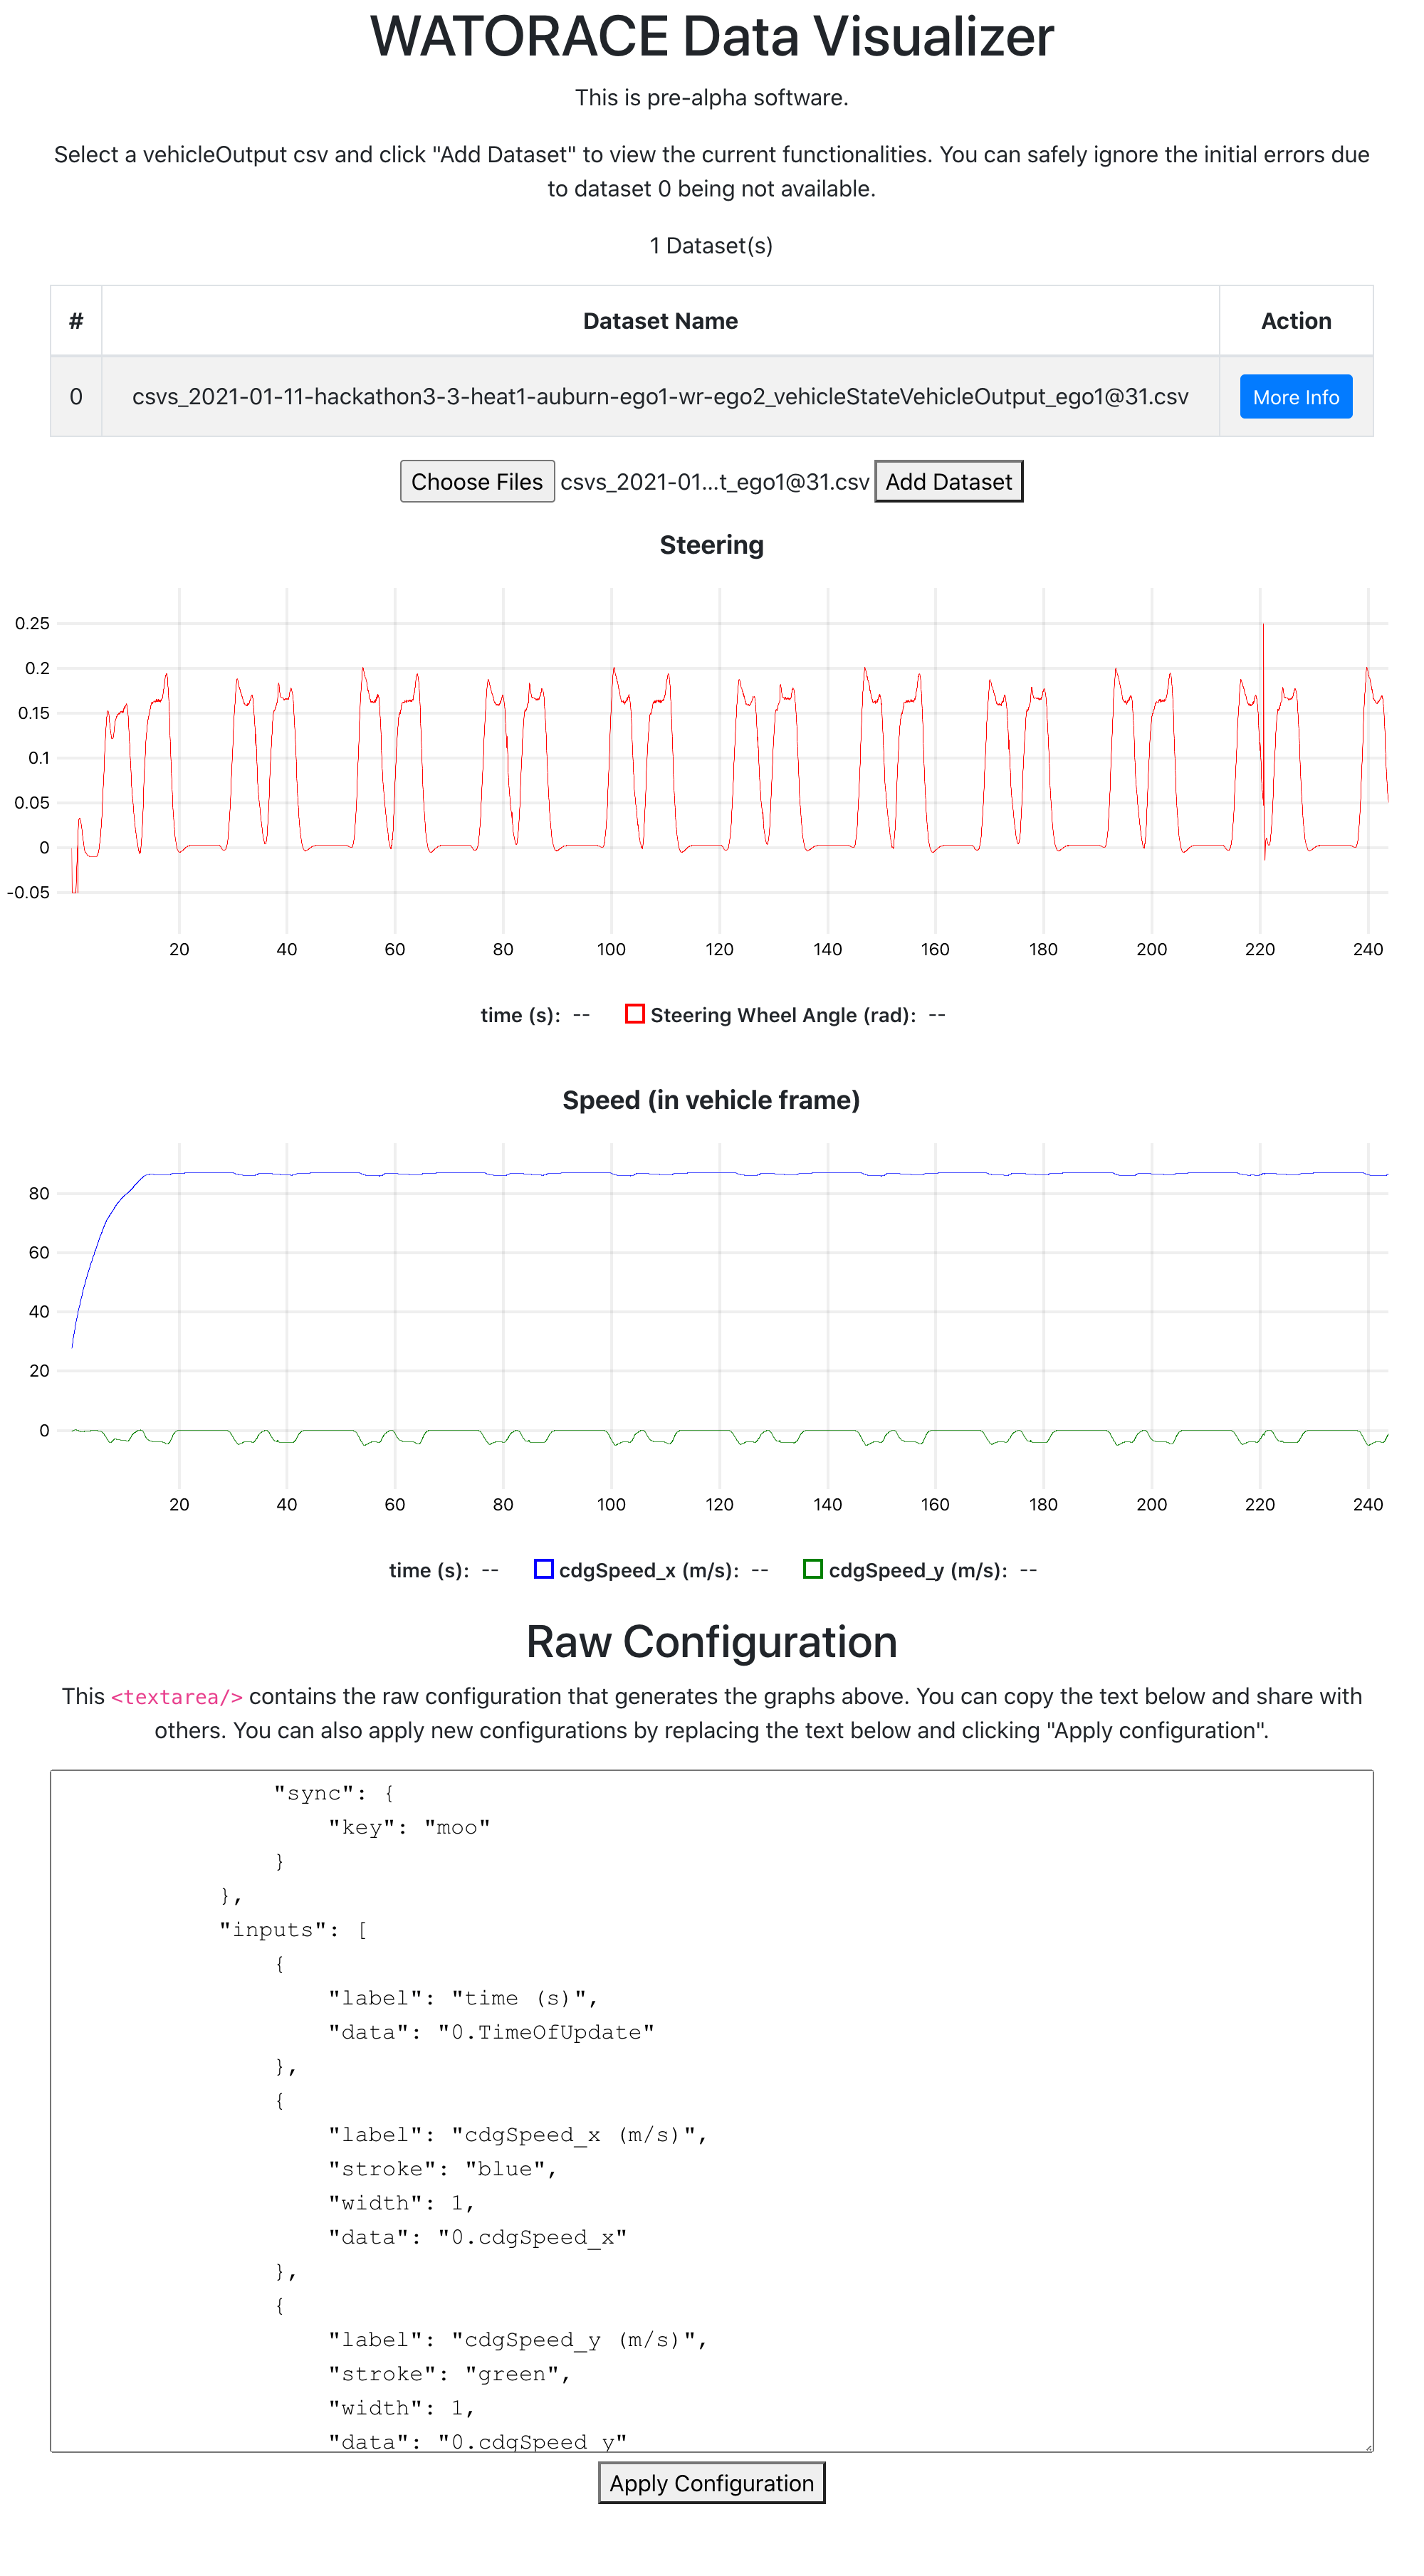 WATORACE Data Visualizer
This is pre-alpha software.
Select a vehicleOutput csv and click "Add Dataset" to view the current functionalities. You can safely ignore the initial errors due
to dataset 0 being not available.
1 Dataset(s)
# Dataset Name Action
0 csvs_2021-01-11-hackathon3-3-heat1-auburn-ego1-wr-ego2_vehicleStateVehicleOutput_ego1@31.csv More Info
Choose Files csvs_2021-01...t_ego1@31.csv Add Dataset
Steering
0.25
0.2
0.15
0.1
0.05
0
-0.05
20 40 60 80 100 120 140 160 180 200 220 240
time (s): -- Steering Wheel Angle (rad): --
Speed (in vehicle frame)
80
60
40
20
0
20 40 60 80 100 120 140 160 180 200 220 240
time (s): -- cdgSpeed_x (m/s): -- cdgSpeed_y (m/s): --
Raw Configuration
This <textarea/> contains the raw configuration that generates the graphs above. You can copy the text below and share with
others. You can also apply new configurations by replacing the text below and clicking "Apply configuration".
"sync": {
"key": "moo"
}
},
"inputs": [
{
"label": "time (s)",
"data": "0.TimeOfUpdate"
},
{
"label": "cdgSpeed_x (m/s)",
"stroke": "blue",
"width": 1,
"data": "0.cdgSpeed_x"
},
{
"label": "cdgSpeed_y (m/s)",
"stroke": "green",
"width": 1,
"data": "0.cdgSpeed_y"
Apply Configuration